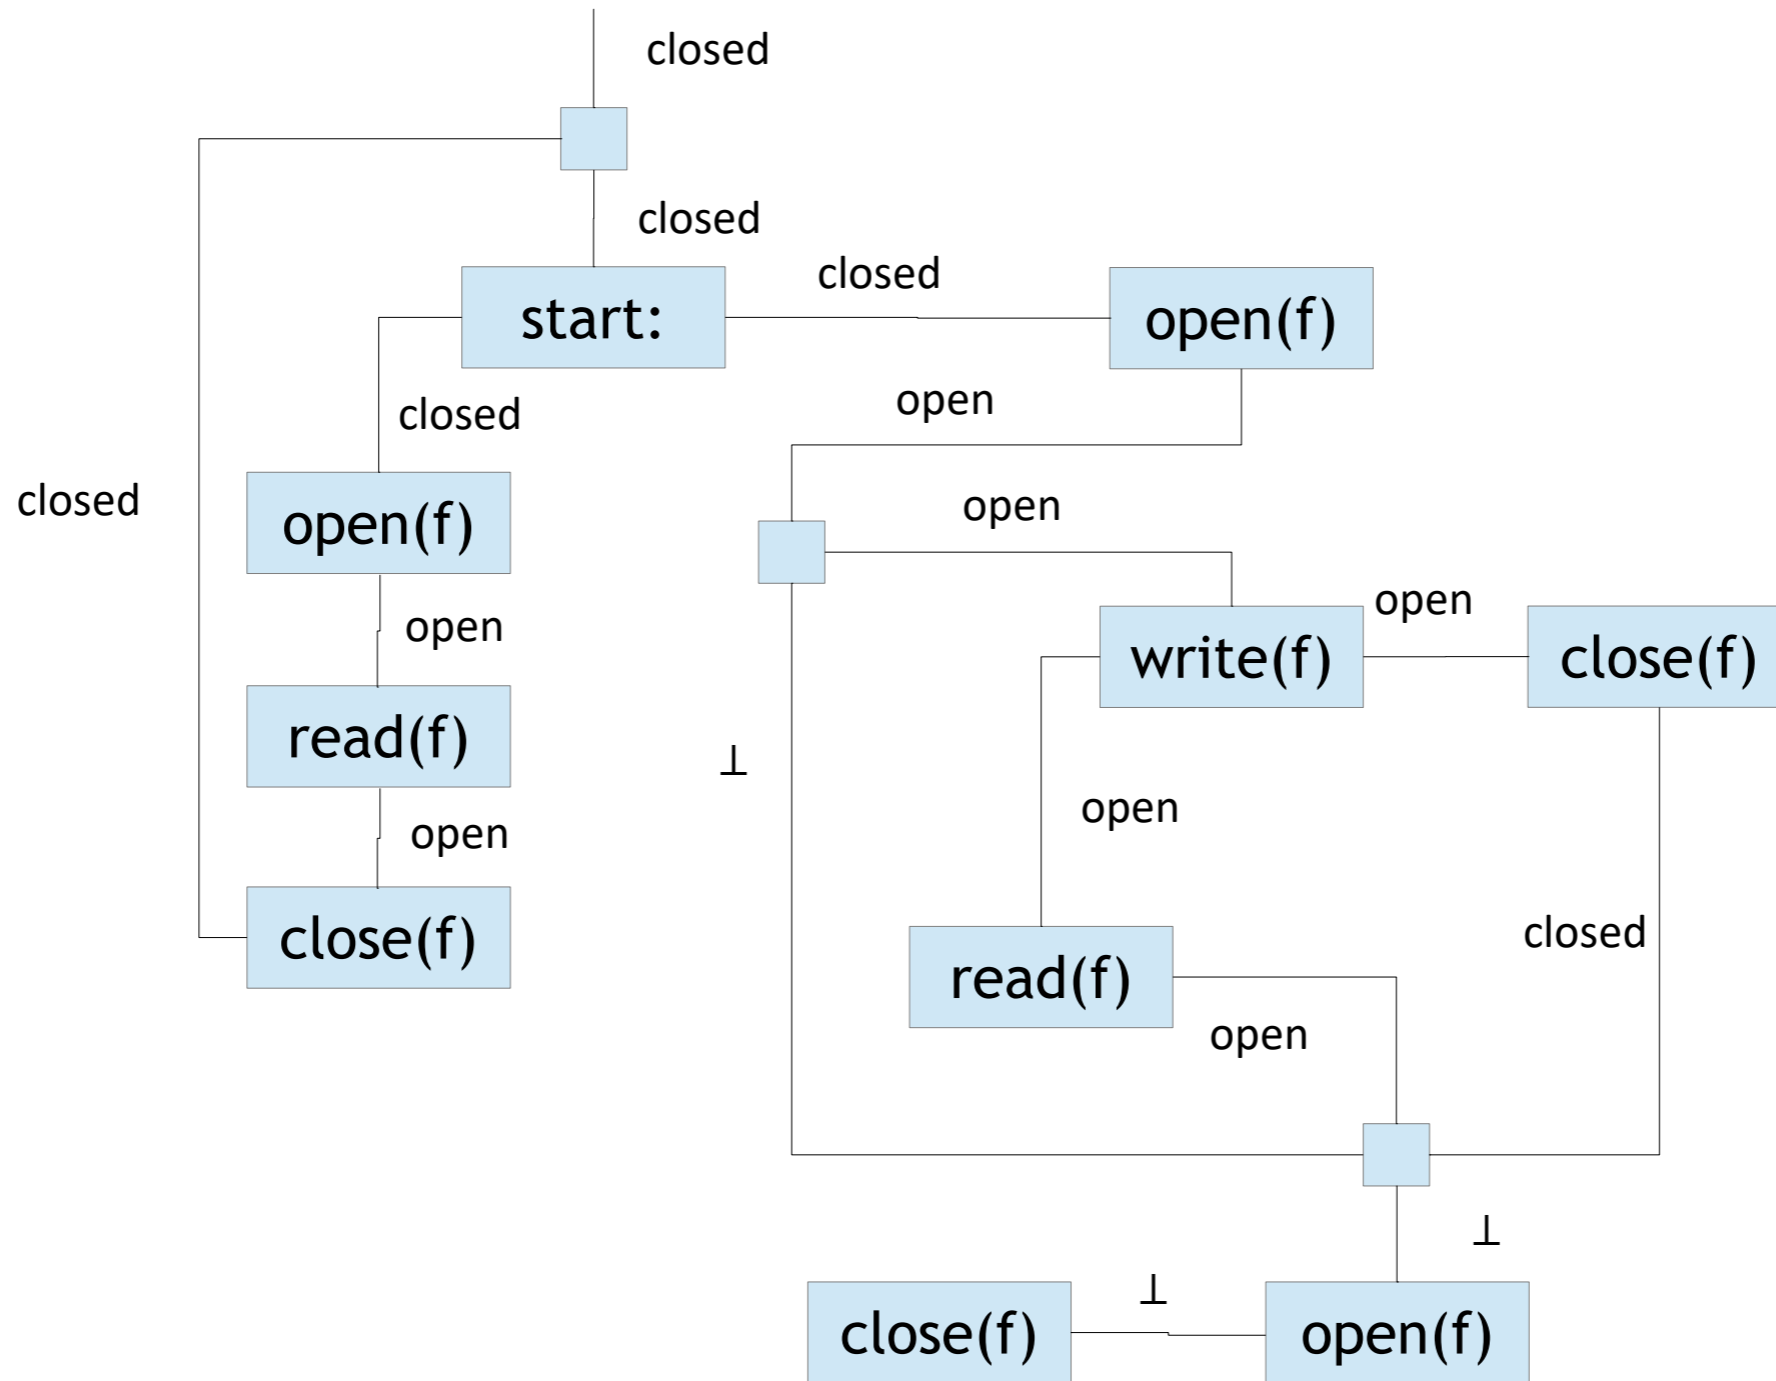 closed
closed
closed
start:
open(f)
open
closed
closed
open
open(f)
open
open
write(f)
close(f)
read(f)
⊥
open
open
closed
close(f)
read(f)
open
⊥
⊥
close(f)
open(f)